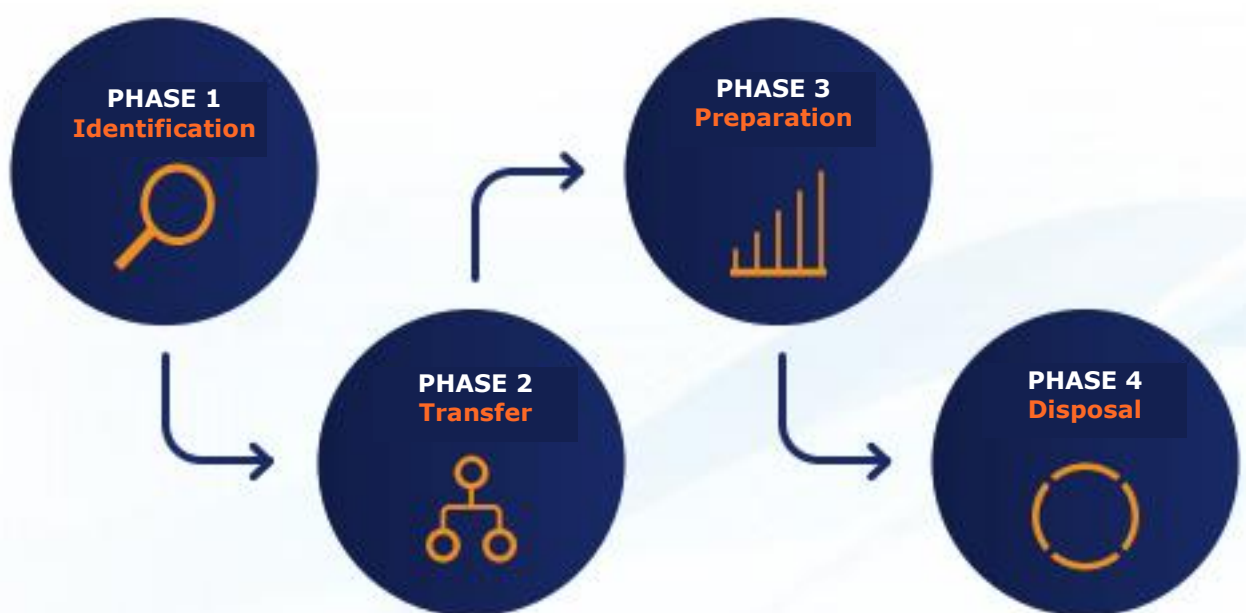 PHASE 1
Identification
PHASE 2
Transfer
PHASE 3
Preparation
PHASE 4
Disposal